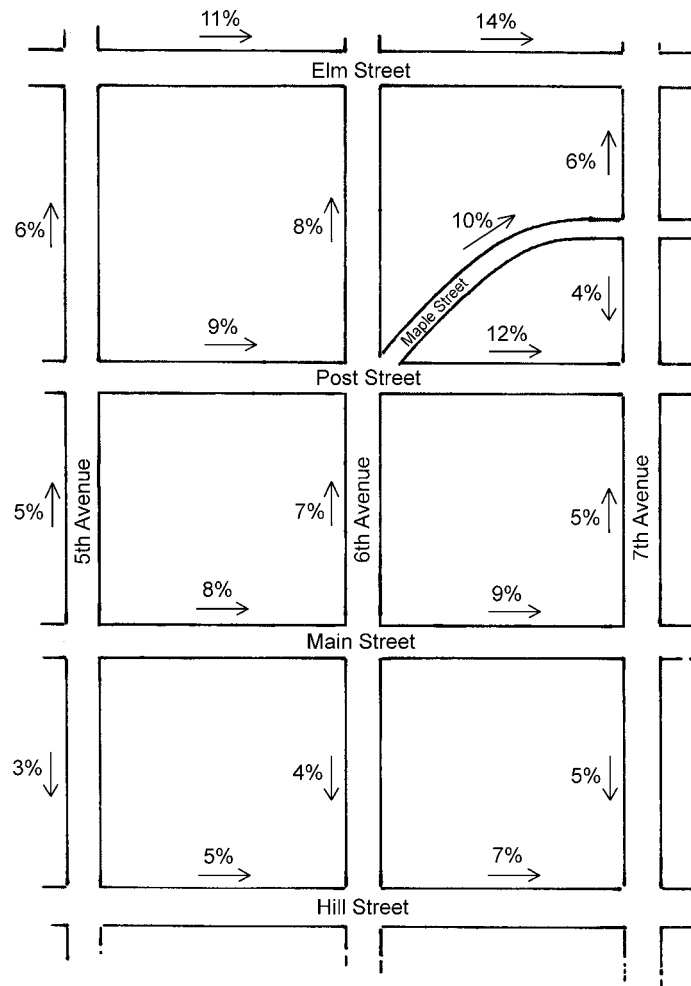 11%
14%
Elm Street
6%
8%
10%
6%
Maple Street
4%
9%
12%
Post Street
5%
5th Avenue
7%
6th Avenue
5%
7th Avenue
8%
9%
Main Street
3%
4%
5%
5%
7%
Hill Street